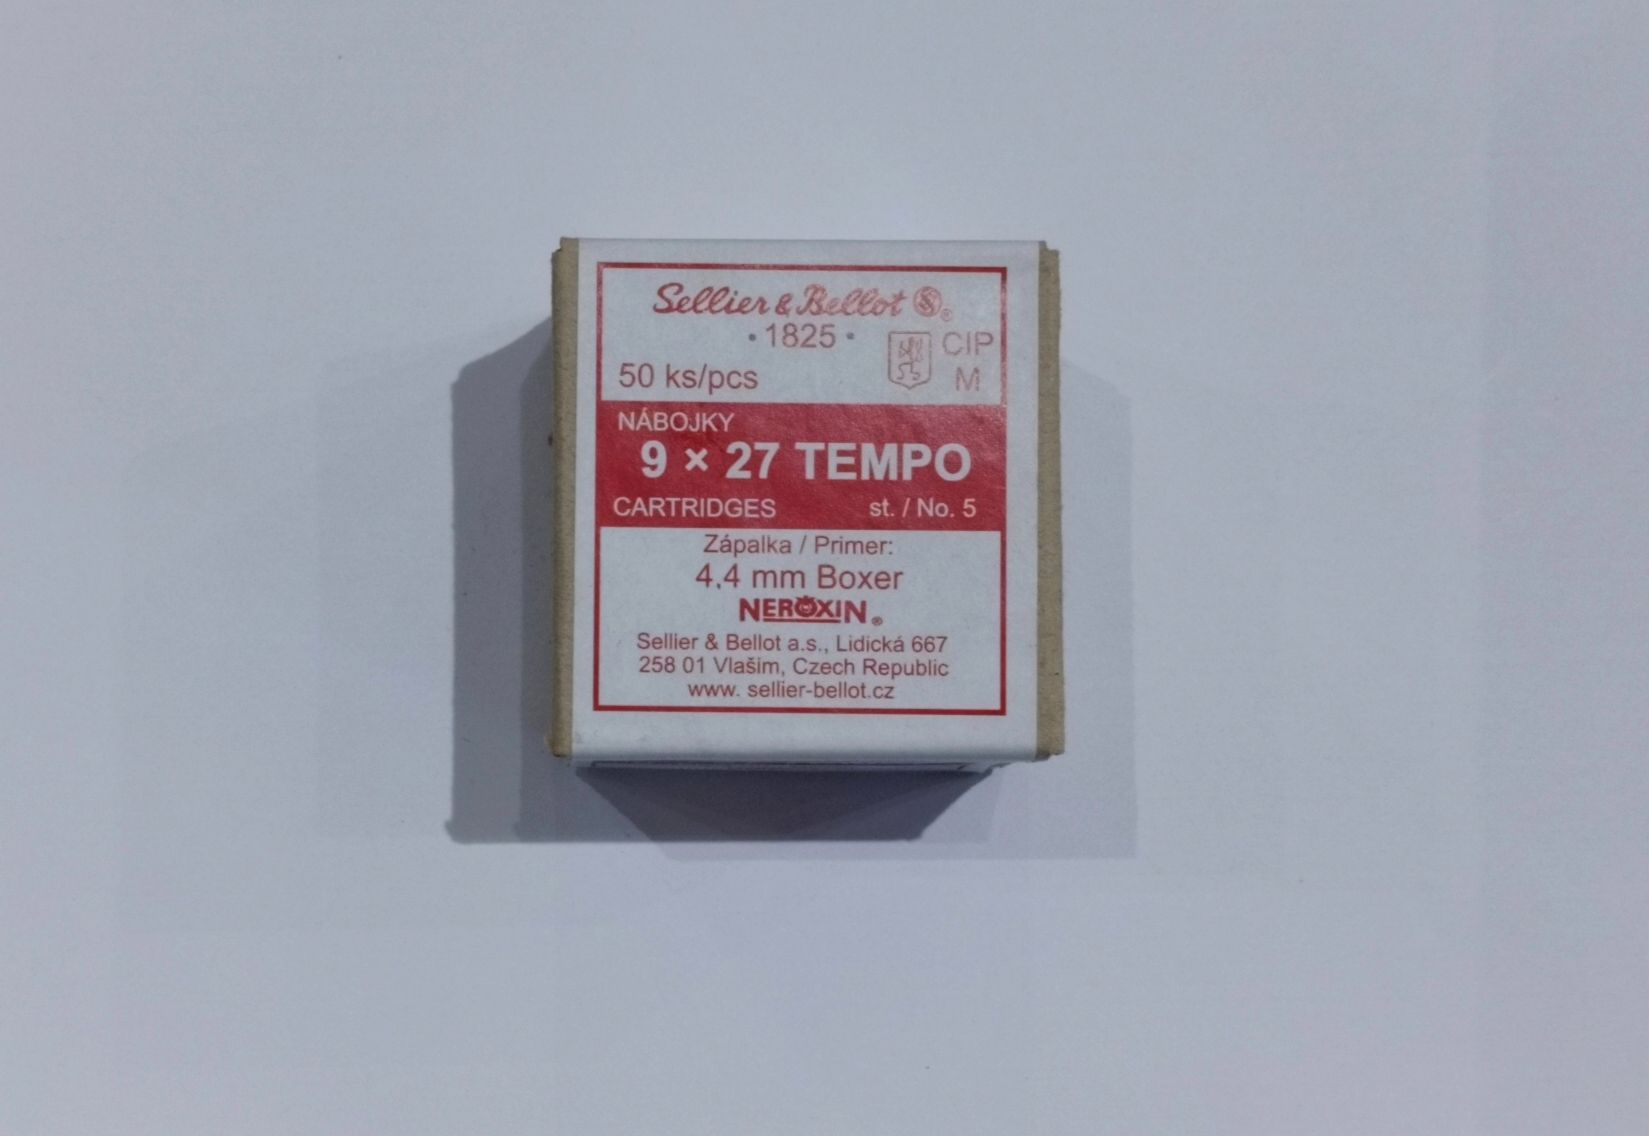 Sellier & Bellot S ®
• 1825 •
CIP
50 ks/pcs
M
NÁBOJKY
9 × 27 TEMPO
CARTRIDGES st. / No. 5
Zápalka / Primer:
4,4 mm Boxer
NEROXIN ®
Sellier & Bellot a.s., Lidická 667
258 01 Vlašim, Czech Republic
www. sellier-bellot.cz